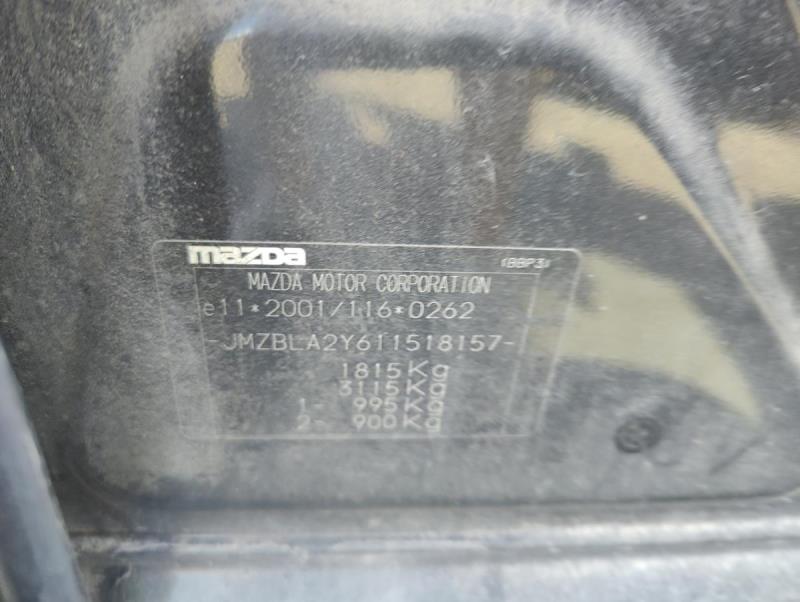 mazda
(BBP3)
MAZDA MOTOR CORPORATION
e11*2001/116*0262
-JMZBLA2Y611518157-
1815Kg
3115Kg
1- 995Kg
2- 900Kg